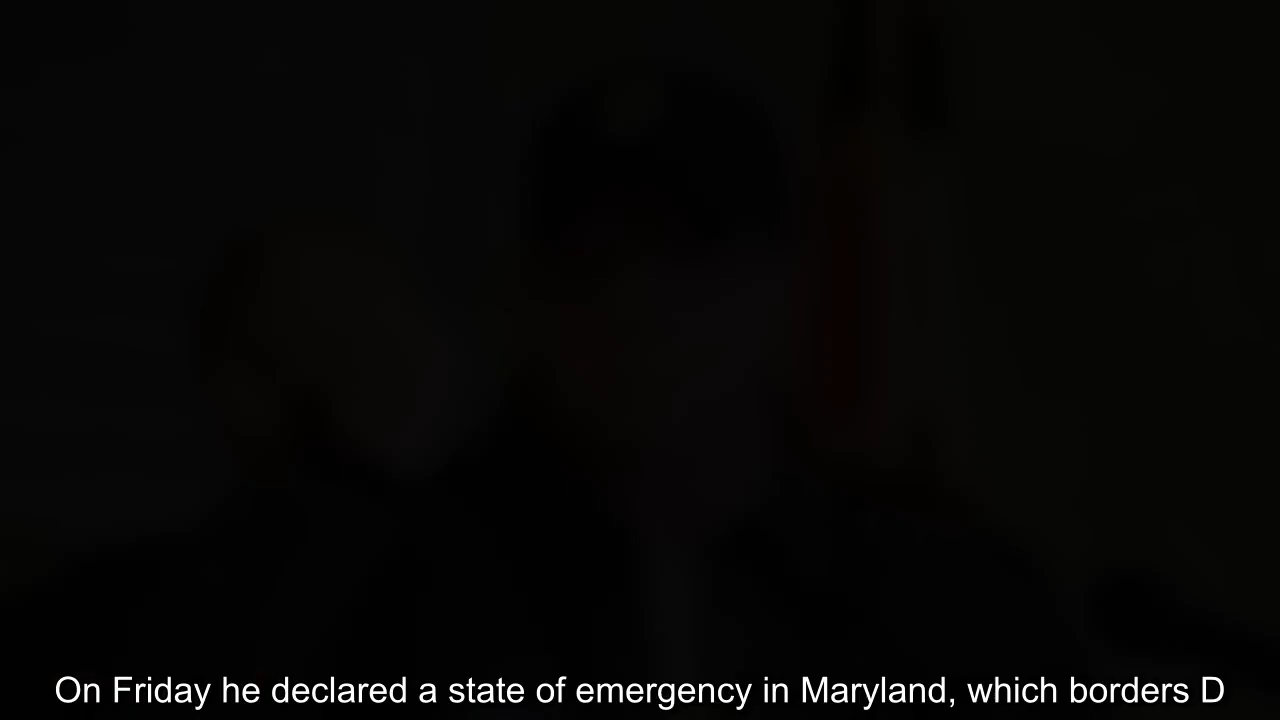 On Friday he declared a state of emergency in Maryland, which borders D